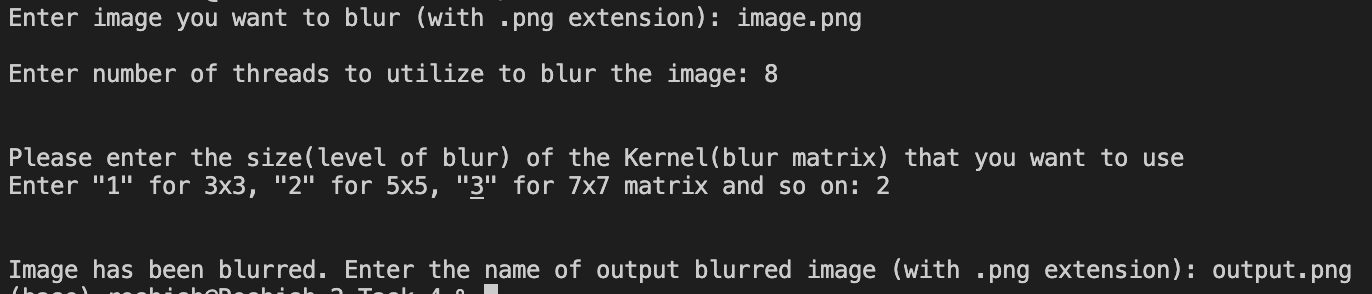 Enter image you want to blur (with .png extension): image.png
Enter number of threads to utilize to blur the image: 8
Please enter the size(level of blur) of the Kernel(blur matrix) that you want to use
Enter "1" for 3x3, "2" for 5x5, "3" for 7x7 matrix and so on: 2
Image has been blurred. Enter the name of output blurred image (with .png extension): output.png